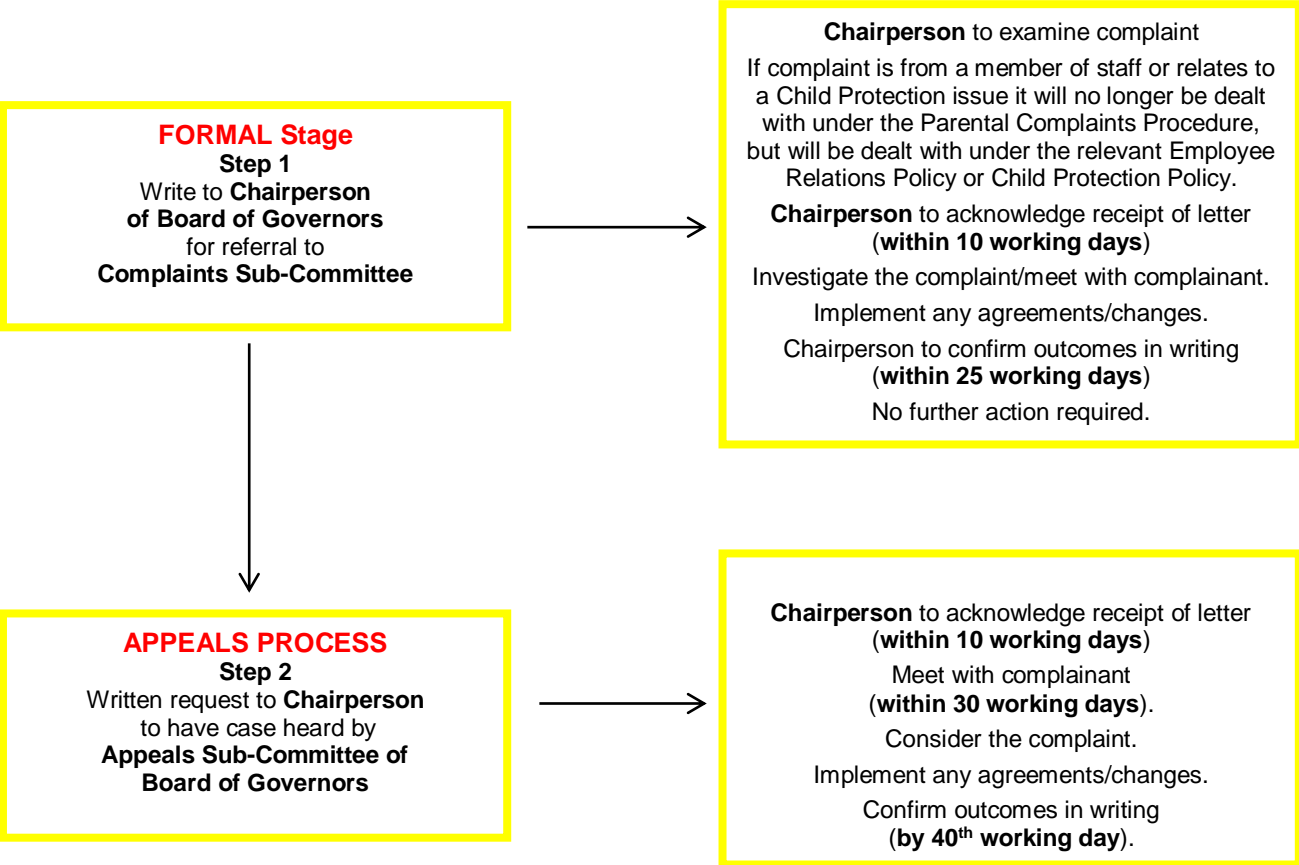 FORMAL Stage
Step 1
Write to Chairperson
of Board of Governors
for referral to
Complaints Sub-Committee
Chairperson to examine complaint
If complaint is from a member of staff or relates to
a Child Protection issue it will no longer be dealt
with under the Parental Complaints Procedure,
but will be dealt with under the relevant Employee
Relations Policy or Child Protection Policy.
Chairperson to acknowledge receipt of letter
(within 10 working days)
Investigate the complaint/meet with complainant.
Implement any agreements/changes.
Chairperson to confirm outcomes in writing
(within 25 working days)
No further action required.
APPEALS PROCESS
Step 2
Written request to Chairperson
to have case heard by
Appeals Sub-Committee of
Board of Governors
Chairperson to acknowledge receipt of letter
(within 10 working days)
Meet with complainant
(within 30 working days).
Consider the complaint.
Implement any agreements/changes.
Confirm outcomes in writing
(by 40th working day).